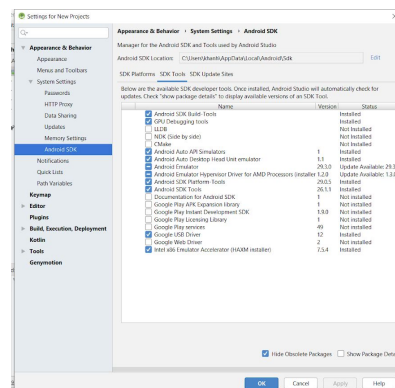 Settings for New Projects
Appearance & Behavior
Appearance
Menus and Toolbars
System Settings
Passwords
HTTP Proxy
Data Sharing
Updates
Memory Settings
Android SDK
Notifications
Quick Lists
Path Variables
Keymap
Editor
Plugins
Build, Execution, Deployment
Kotlin
Tools
Genymotion
Appearance & Behavior › System Settings › Android SDK
Manager for the Android SDK and Tools used by Android Studio
Android SDK Location: C:\Users\khanh\AppData\Local\Android\Sdk Edit
SDK Platforms SDK Tools SDK Update Sites
Below are the available SDK developer tools. Once installed, Android Studio will automatically check for
updates. Check "show package details" to display available versions of an SDK Tool.
Name Version Status
Android SDK Build-Tools Installed
GPU Debugging tools Installed
LLDB Not Installed
NDK (Side by side) Not Installed
CMake Not Installed
Android Auto API Simulators 1 Installed
Android Auto Desktop Head Unit emulator 1.1 Installed
Android Emulator 29.3.0 Update Available: 29.3
Android Emulator Hypervisor Driver for AMD Processors (installer 1.2.0 Update Available: 1.3.0
Android SDK Platform-Tools 29.0.5 Installed
Android SDK Tools 26.1.1 Installed
Documentation for Android SDK 1 Not installed
Google Play APK Expansion library 1 Not installed
Google Play Instant Development SDK 1.9.0 Not installed
Google Play Licensing Library 1 Not installed
Google Play services 49 Not installed
Google USB Driver 12 Installed
Google Web Driver 2 Not installed
Intel x86 Emulator Accelerator (HAXM installer) 7.5.4 Installed
Hide Obsolete Packages Show Package Deta
OK Cancel Apply Help